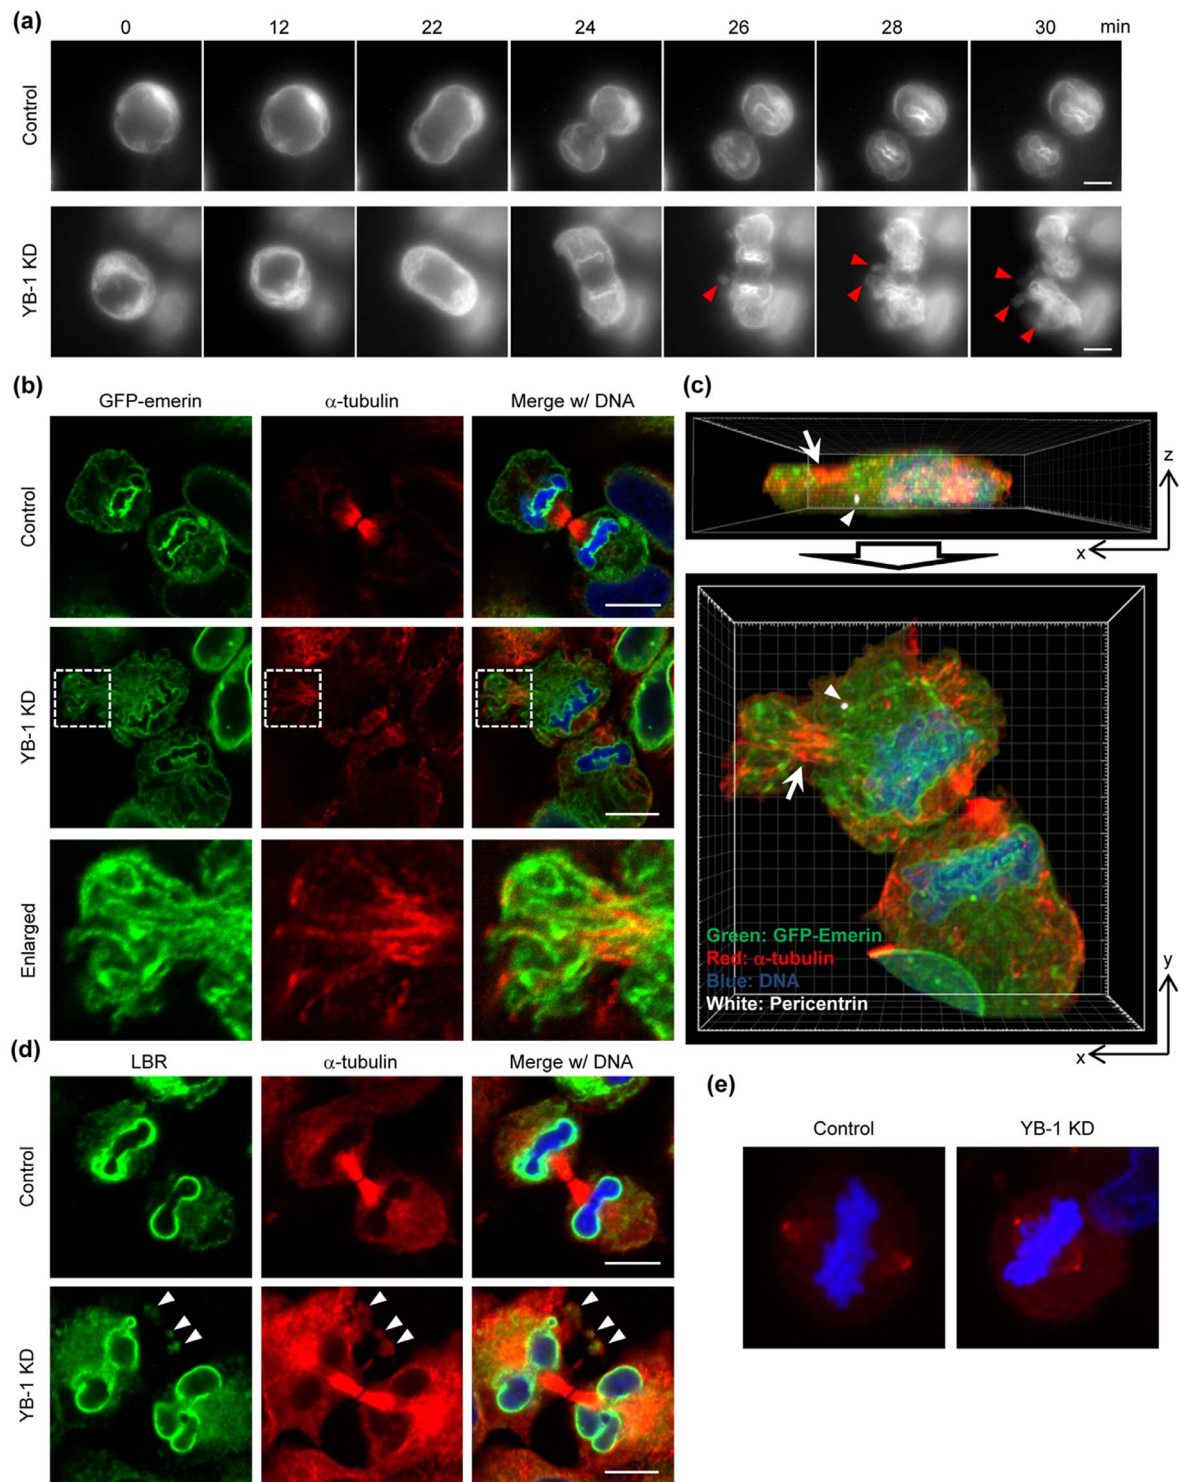 (a)
0 12 22 24 26 28 30 min
Control
YB-1 KD
(b)
GFP-emerin α-tubulin Merge w/ DNA
Control
YB-1 KD
Enlarged
(c)
z
x
Green: GFP-Emerin
Red: α-tubulin
Blue: DNA
White: Pericentrin
y
x
(d)
LBR α-tubulin Merge w/ DNA
Control
YB-1 KD
(e)
Control YB-1 KD